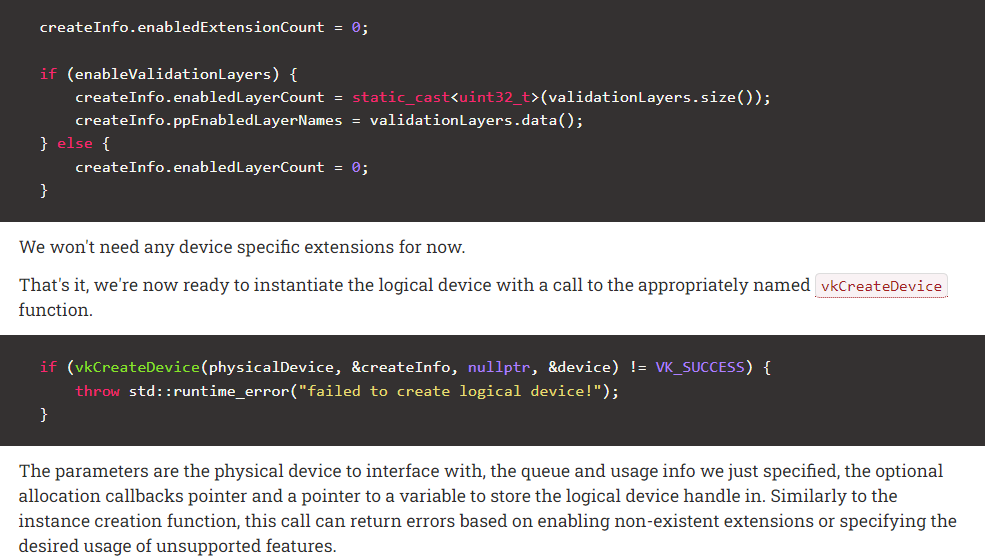 createInfo.enabledExtensionCount = 0;
if (enableValidationLayers) {
createInfo.enabledLayerCount = static_cast<uint32_t>(validationLayers.size());
createInfo.ppEnabledLayerNames = validationLayers.data();
} else {
createInfo.enabledLayerCount = 0;
}
We won't need any device specific extensions for now.
That's it, we're now ready to instantiate the logical device with a call to the appropriately named vkCreateDevice
function.
if (vkCreateDevice(physicalDevice, &createInfo, nullptr, &device) != VK_SUCCESS) {
throw std::runtime_error("failed to create logical device!");
}
The parameters are the physical device to interface with, the queue and usage info we just specified, the optional
allocation callbacks pointer and a pointer to a variable to store the logical device handle in. Similarly to the
instance creation function, this call can return errors based on enabling non-existent extensions or specifying the
desired usage of unsupported features.